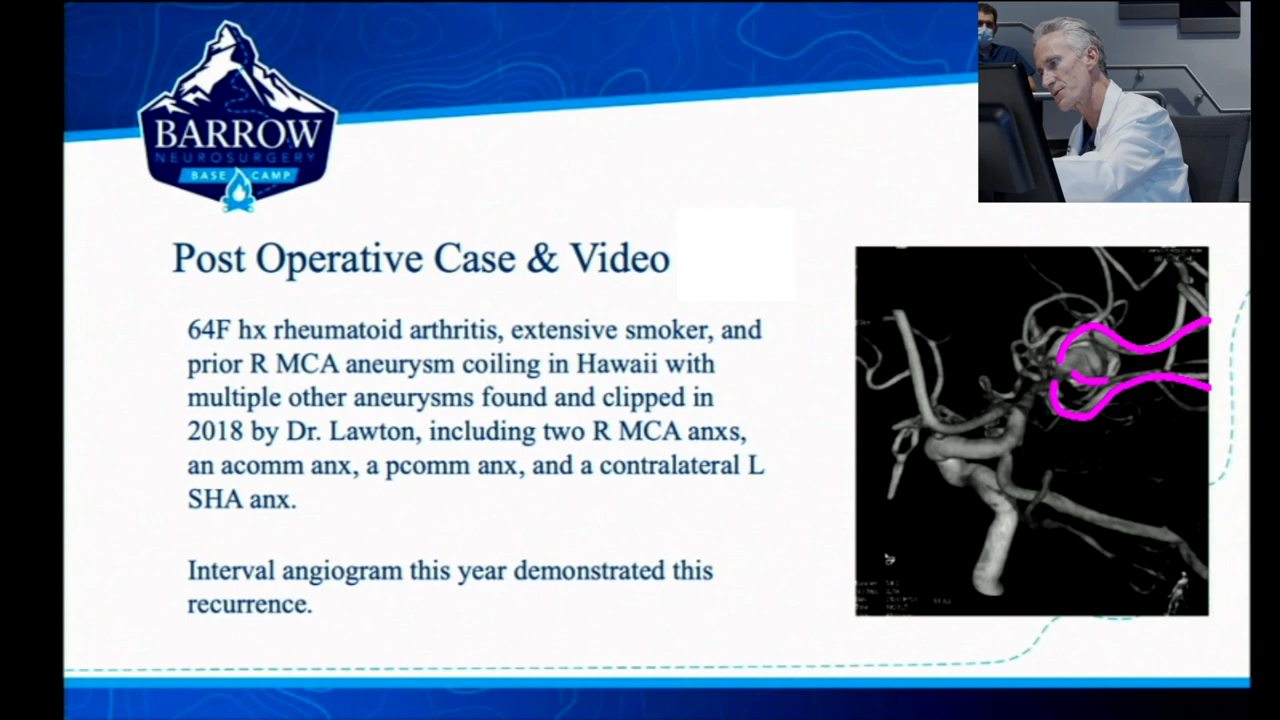 BARROW
NEUROSURGERY
BASE CAMP
Post Operative Case & Video
64F hx rheumatoid arthritis, extensive smoker, and
prior R MCA aneurysm coiling in Hawaii with
multiple other aneurysms found and clipped in
2018 by Dr. Lawton, including two R MCA anxs,
an acomm anx, a pcomm anx, and a contralateral L
SHA anx.
Interval angiogram this year demonstrated this
recurrence.